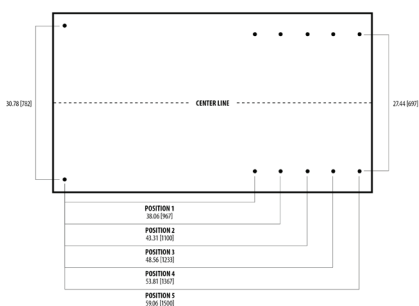 CENTER LINE
30.78 [782]
27.44 [697]
POSITION 1
38.06 [967]
POSITION 2
43.31 [1100]
POSITION 3
48.56 [1233]
POSITION 4
53.81 [1367]
POSITION 5
59.06 [1500]